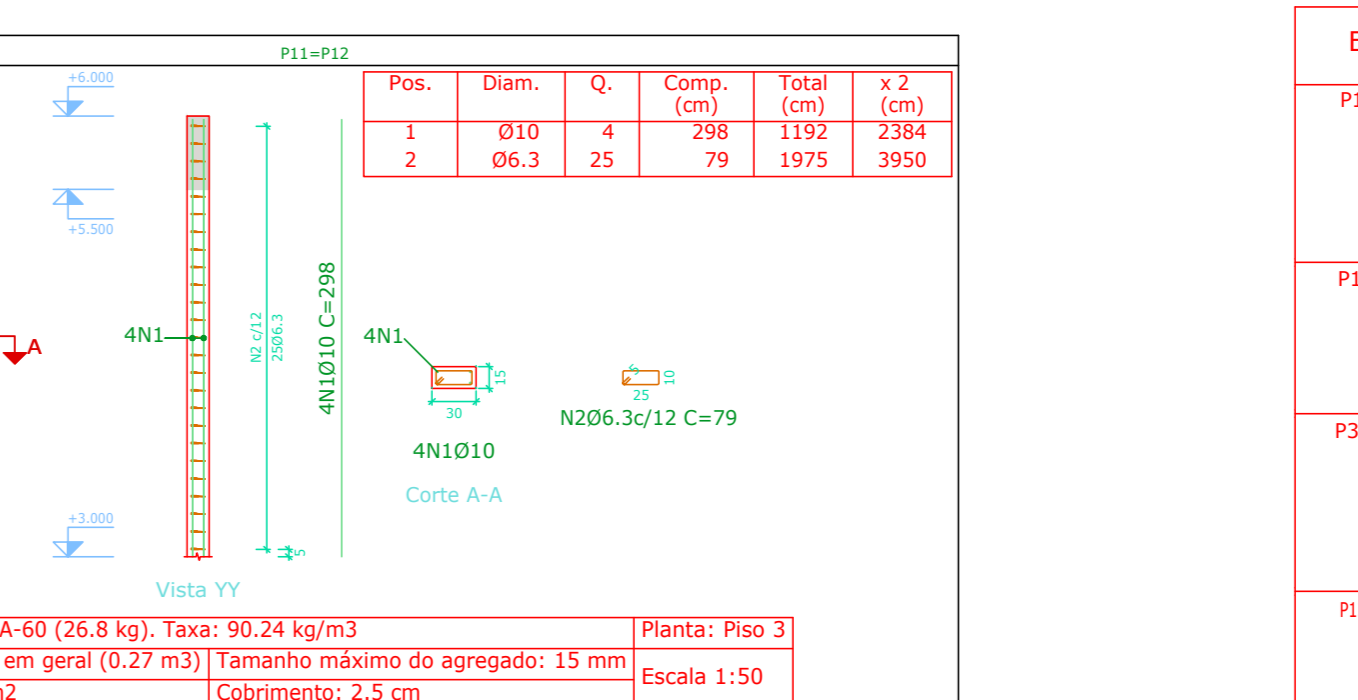 P11=P12
Pos. Diam. Q. Comp. (cm) Total (cm) x 2 (cm)
1 Ø10 4 298 1192 2384
2 Ø6.3 25 79 1975 3950
+6.000
+5.500
+3.000
A
4N1
N2 c/12
25Ø6.3
5
4N1Ø10 C=298
Vista YY
4N1
15
30
4N1Ø10
Corte A-A
5
10
25
N2Ø6.3c/12 C=79
A-60 (26.8 kg). Taxa: 90.24 kg/m3
Planta: Piso 3
em geral (0.27 m3)
Tamanho máximo do agregado: 15 mm
Escala 1:50
Cobrimento: 2.5 cm
P3